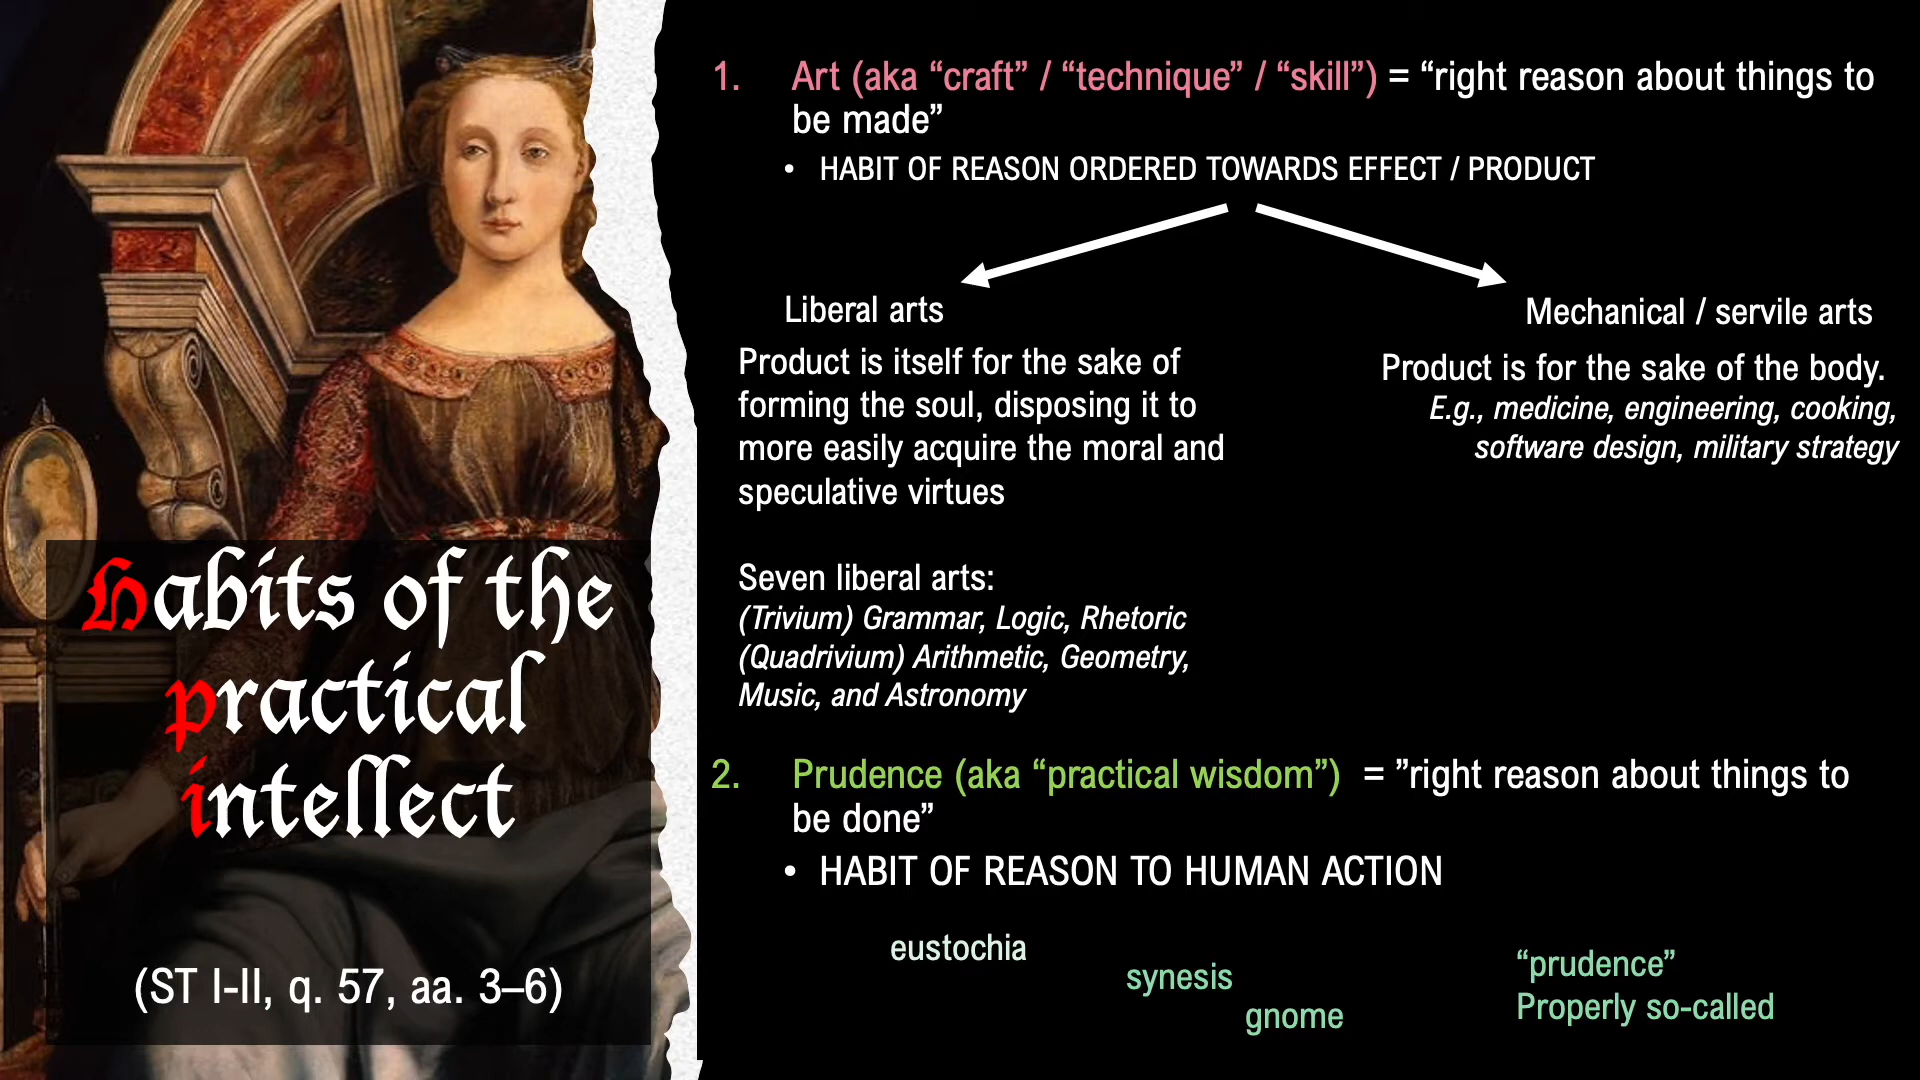 Habits of the
practical
intellect
(ST I-II, q. 57, aa. 3–6)
1. Art (aka “craft” / “technique” / “skill”) = “right reason about things to
be made”
• HABIT OF REASON ORDERED TOWARDS EFFECT / PRODUCT
Liberal arts
Product is itself for the sake of
forming the soul, disposing it to
more easily acquire the moral and
speculative virtues
Seven liberal arts:
(Trivium) Grammar, Logic, Rhetoric
(Quadrivium) Arithmetic, Geometry,
Music, and Astronomy
Mechanical / servile arts
Product is for the sake of the body.
E.g., medicine, engineering, cooking,
software design, military strategy
2. Prudence (aka “practical wisdom”) = ”right reason about things to
be done”
• HABIT OF REASON TO HUMAN ACTION
eustochia
synesis
gnome
“prudence”
Properly so-called